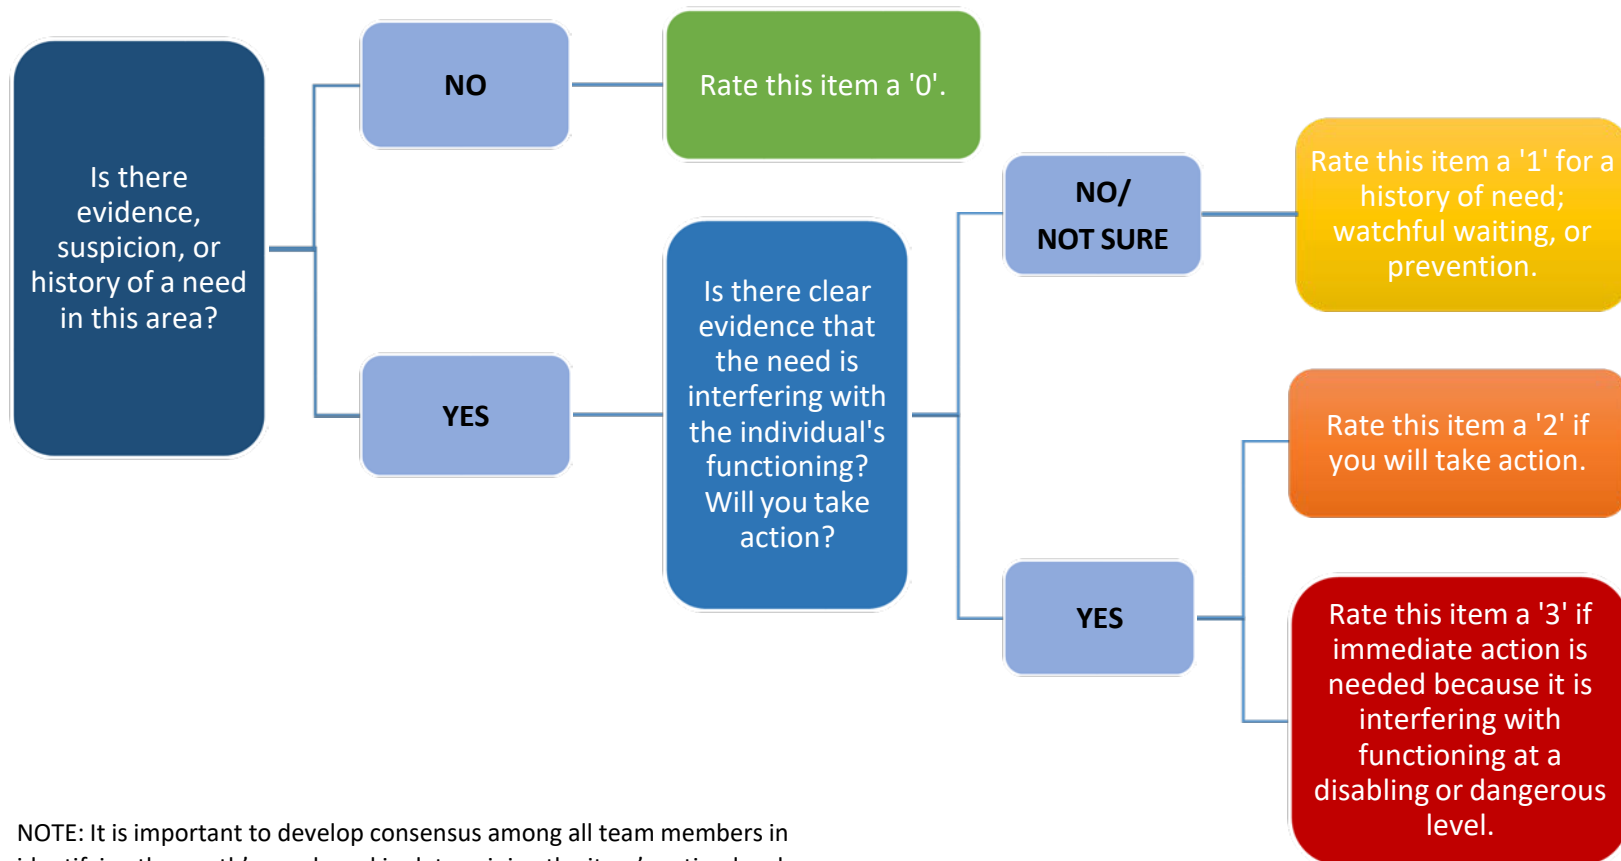 Is there
evidence,
suspicion, or
history of a need
in this area?
NO
Rate this item a '0'.
YES
Is there clear
evidence that
the need is
interfering with
the individual's
functioning?
Will you take
action?
NO/
NOT SURE
Rate this item a '1' for a
history of need;
watchful waiting, or
prevention.
YES
Rate this item a '2' if
you will take action.
Rate this item a '3' if
immediate action is
needed because it is
interfering with
functioning at a
disabling or dangerous
level.
NOTE: It is important to develop consensus among all team members in